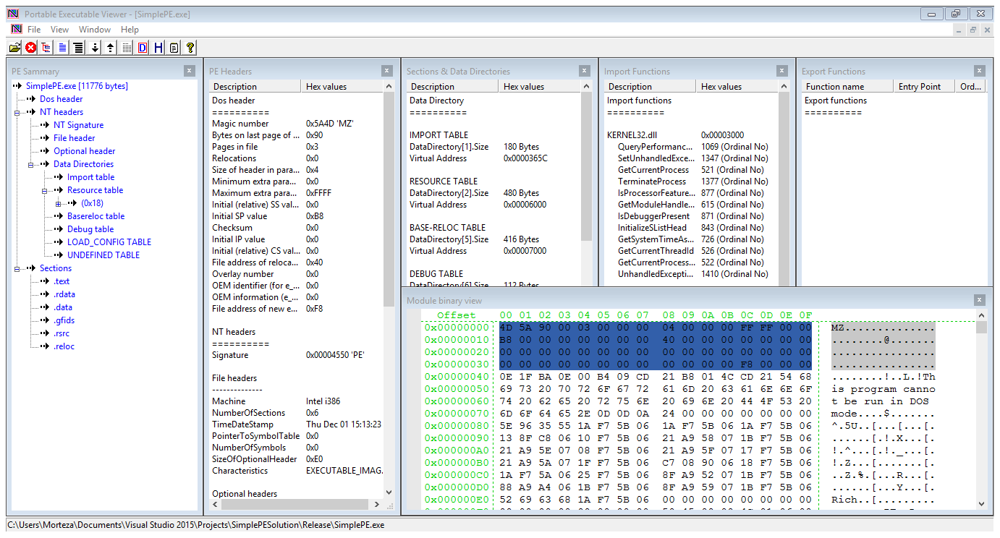 Portable Executable Viewer - [SimplePE.exe]
File View Window Help
PE Summary
SimplePE.exe [11776 bytes]
Dos header
NT headers
NT Signature
File header
Optional header
Data Directories
Import table
Resource table
(0x18)
Basereloc table
Debug table
LOAD_CONFIG TABLE
UNDEFINED TABLE
Sections
.text
.rdata
.data
.gfids
.rsrc
.reloc
PE Headers
Description Hex values
Dos header
==========
Magic number 0x5A4D 'MZ'
Bytes on last page of ... 0x90
Pages in file 0x3
Relocations 0x0
Size of header in para... 0x4
Minimum extra para... 0x0
Maximum extra para... 0xFFFF
Initial (relative) SS val... 0x0
Initial SP value 0xB8
Checksum 0x0
Initial IP value 0x0
Initial (relative) CS val... 0x0
File address of reloca... 0x40
Overlay number 0x0
OEM identifier (for e_... 0x0
OEM information (e_... 0x0
File address of new e... 0xF8
NT headers
==========
Signature 0x00004550 'PE'
File headers
-------------
Machine Intel i386
NumberOfSections 0x6
TimeDateStamp Thu Dec 01 15:13:23
PointerToSymbolTable 0x0
NumberOfSymbols 0x0
SizeOfOptionalHeader 0xE0
Characteristics EXECUTABLE_IMAG.
Optional headers
Sections & Data Directories
Description Hex values
Data Directory
==========
IMPORT TABLE
DataDirectory[1].Size 180 Bytes
Virtual Address 0x0000365C
RESOURCE TABLE
DataDirectory[2].Size 480 Bytes
Virtual Address 0x00006000
BASE-RELOC TABLE
DataDirectory[5].Size 416 Bytes
Virtual Address 0x00007000
DEBUG TABLE
DataDirectory[6].Size 112 Bytes
Import Functions
Description Hex values
Import functions
==========
KERNEL32.dll 0x00003000
QueryPerformanc... 1069 (Ordinal No)
SetUnhandledExce... 1347 (Ordinal No)
GetCurrentProcess 521 (Ordinal No)
TerminateProcess 1377 (Ordinal No)
IsProcessorFeature... 877 (Ordinal No)
GetModuleHandle... 615 (Ordinal No)
IsDebuggerPresent 871 (Ordinal No)
InitializeSListHead 843 (Ordinal No)
GetSystemTimeAs... 726 (Ordinal No)
GetCurrentThreadId 526 (Ordinal No)
GetCurrentProcess... 522 (Ordinal No)
UnhandledExcepti... 1410 (Ordinal No)
Export Functions
Function name Entry Point Ord...
Export functions
==========
Module binary view
Offset 00 01 02 03 04 05 06 07 08 09 0A 0B 0C 0D 0E 0F
0x00000000 4D 5A 90 00 03 00 00 00 04 00 00 00 FF FF 00 00 MZ..............
0x00000010 B8 00 00 00 00 00 00 00 40 00 00 00 00 00 00 00 ........@.......
0x00000020 00 00 00 00 00 00 00 00 00 00 00 00 00 00 00 00 ................
0x00000030 00 00 00 00 00 00 00 00 00 00 00 00 F8 00 00 00 ................
0x00000040 0E 1F BA 0E 00 B4 09 CD 21 B8 01 4C CD 21 54 68 ........!..L.!Th
0x00000050 69 73 20 70 72 6F 67 72 61 6D 20 63 61 6E 6E 6F is program canno
0x00000060 74 20 62 65 20 72 75 6E 20 69 6E 20 44 4F 53 20 t be run in DOS
0x00000070 6D 6F 64 65 2E 0D 0D 0A 24 00 00 00 00 00 00 00 mode....$.......
0x00000080 5E 96 35 55 1A F7 5B 06 1A F7 5B 06 1A F7 5B 06 ^.5U..[...[...[.
0x00000090 13 8F C8 06 10 F7 5B 06 21 A9 58 07 1B F7 5B 06 ......[.!.X...[.
0x000000A0 21 A9 5E 07 08 F7 5B 06 21 A9 5F 07 17 F7 5B 06 !.^...[.!._...[.
0x000000B0 21 A9 5A 07 1F F7 5B 06 C7 08 90 06 18 F7 5B 06 !.Z...[.......[.
0x000000C0 1A F7 5A 06 25 F7 5B 06 8F A9 52 07 1B F7 5B 06 ..Z.%.[...R...[.
0x000000D0 88 A9 A4 06 1B F7 5B 06 8F A9 59 07 1B F7 5B 06 ......[...Y...[.
0x000000E0 52 69 63 68 1A F7 5B 06 00 00 00 00 00 00 00 00 Rich..[.........
C:\Users\Morteza\Documents\Visual Studio 2015\Projects\SimplePESolution\Release\SimplePE.exe